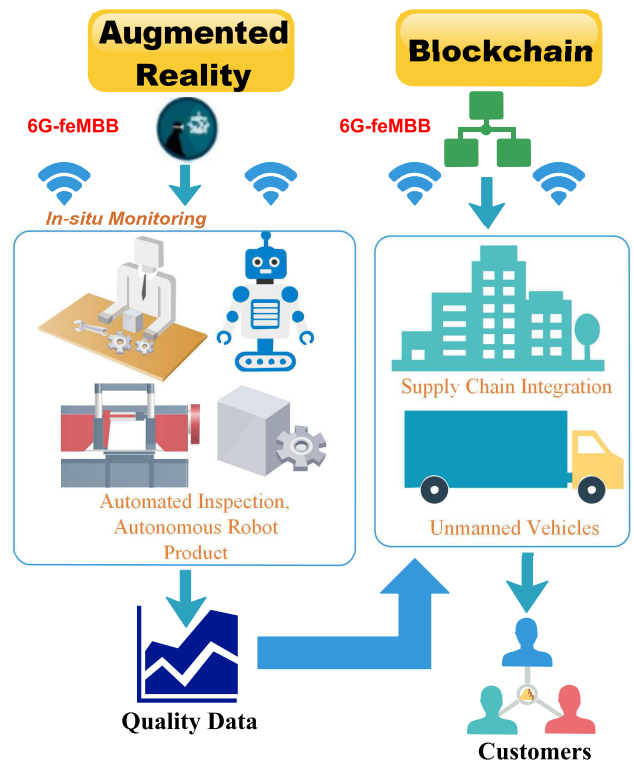 Augmented
Reality
6G-feMBB
In-situ Monitoring
Automated Inspection,
Autonomous Robot
Product
Quality Data
Blockchain
6G-feMBB
Supply Chain Integration
Unmanned Vehicles
Customers